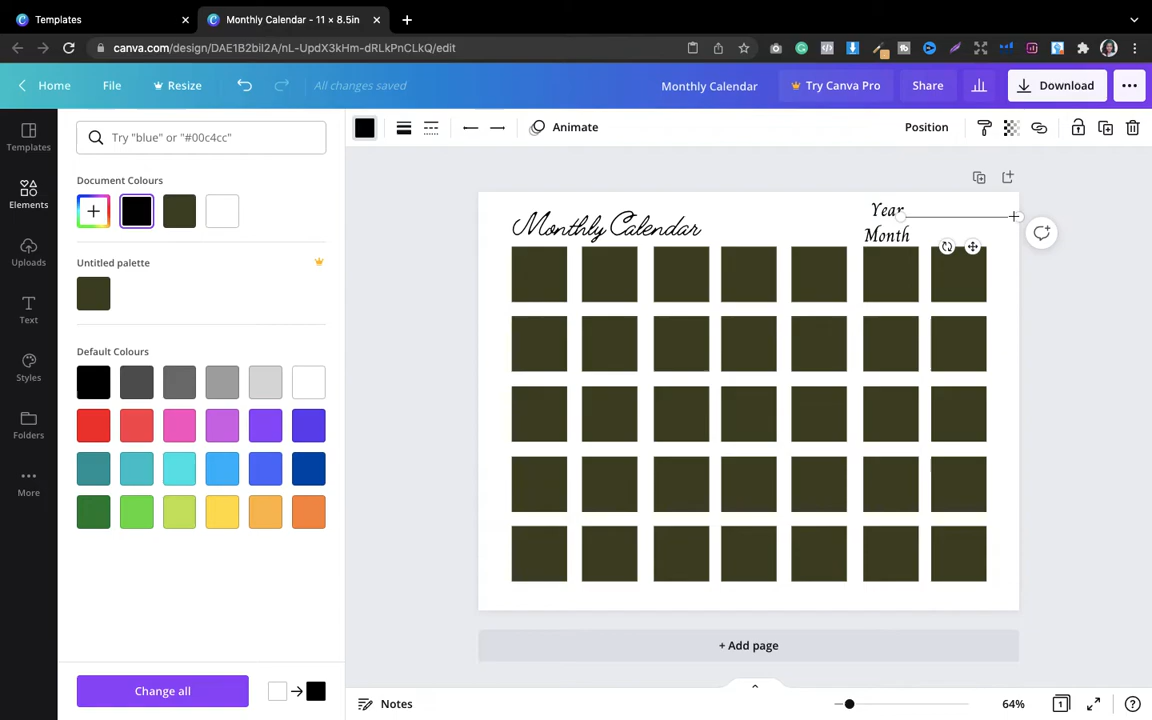 Templates
Monthly Calendar - 11 × 8.5in
canva.com/design/DAE1B2bil2A/nL-UpdX3kHm-dRLkPnCLkQ/edit
Home
File
Resize
All changes saved
Monthly Calendar
Try Canva Pro
Share
Download
Templates
Elements
Uploads
Text
Styles
Folders
More
Try "blue" or "#00c4cc"
Document Colours
Untitled palette
Default Colours
Change all
Animate
Position
Monthly Calendar
Year
Month
+ Add page
Notes
64%
1